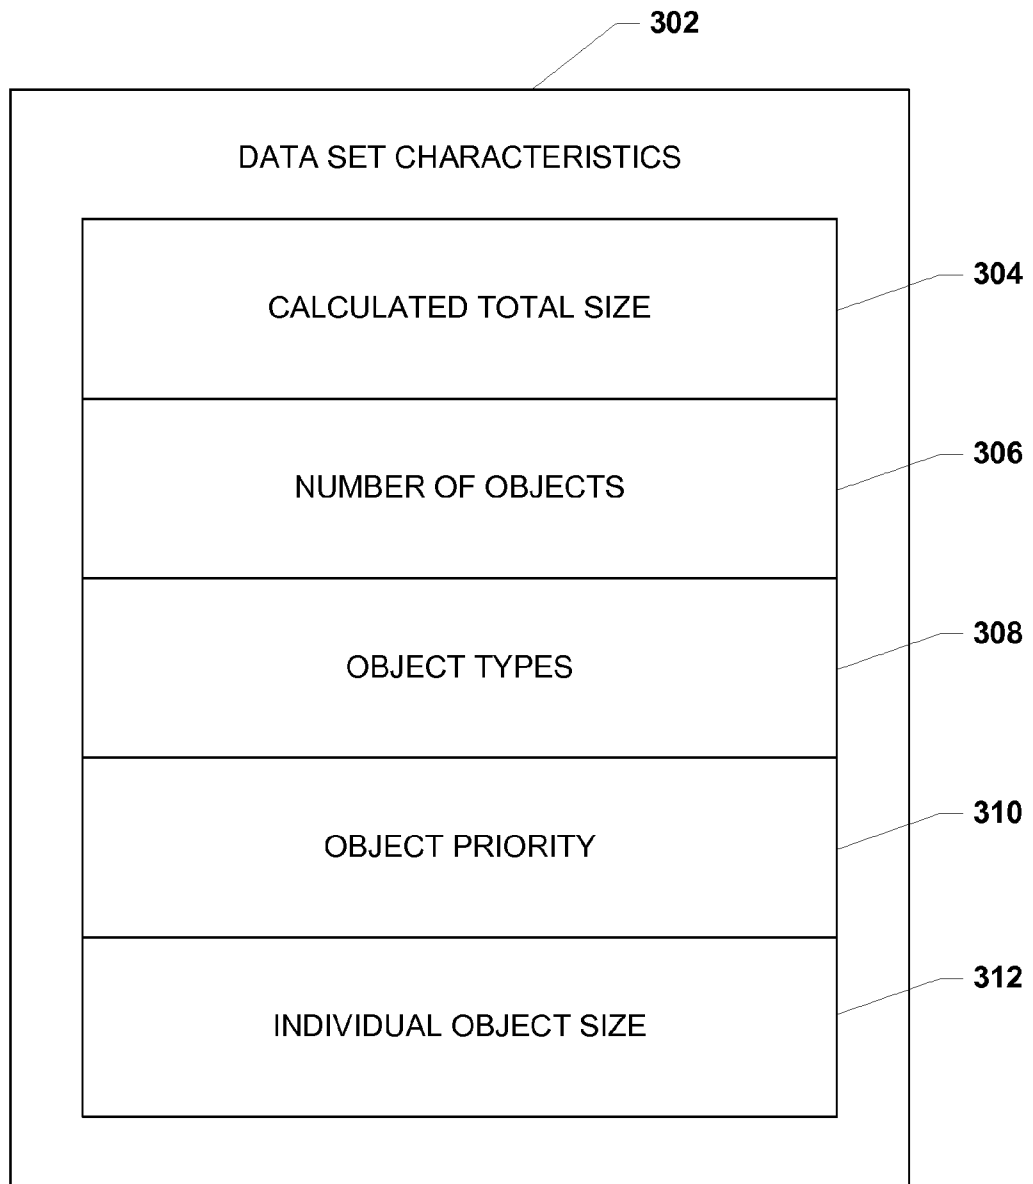 302
DATA SET CHARACTERISTICS
CALCULATED TOTAL SIZE
304
NUMBER OF OBJECTS
306
OBJECT TYPES
308
OBJECT PRIORITY
310
INDIVIDUAL OBJECT SIZE
312